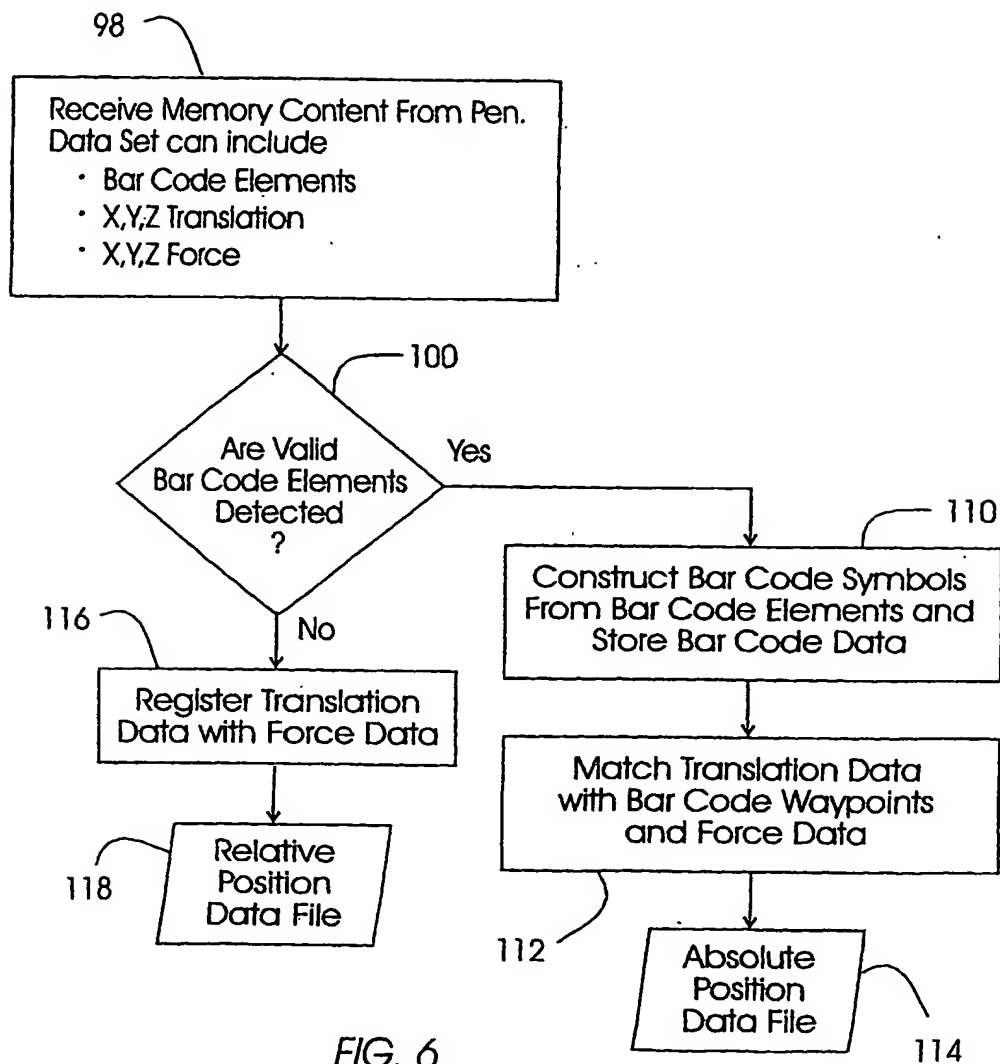 98
Receive Memory Content From Pen.
Data Set can include
· Bar Code Elements
· X,Y,Z Translation
· X,Y,Z Force
100
Are Valid
Bar Code Elements
Detected
?
Yes
No
110
Construct Bar Code Symbols
From Bar Code Elements and
Store Bar Code Data
116
Register Translation
Data with Force Data
Match Translation Data
with Bar Code Waypoints
and Force Data
112
118
Relative
Position
Data File
Absolute
Position
Data File
114
FIG. 6